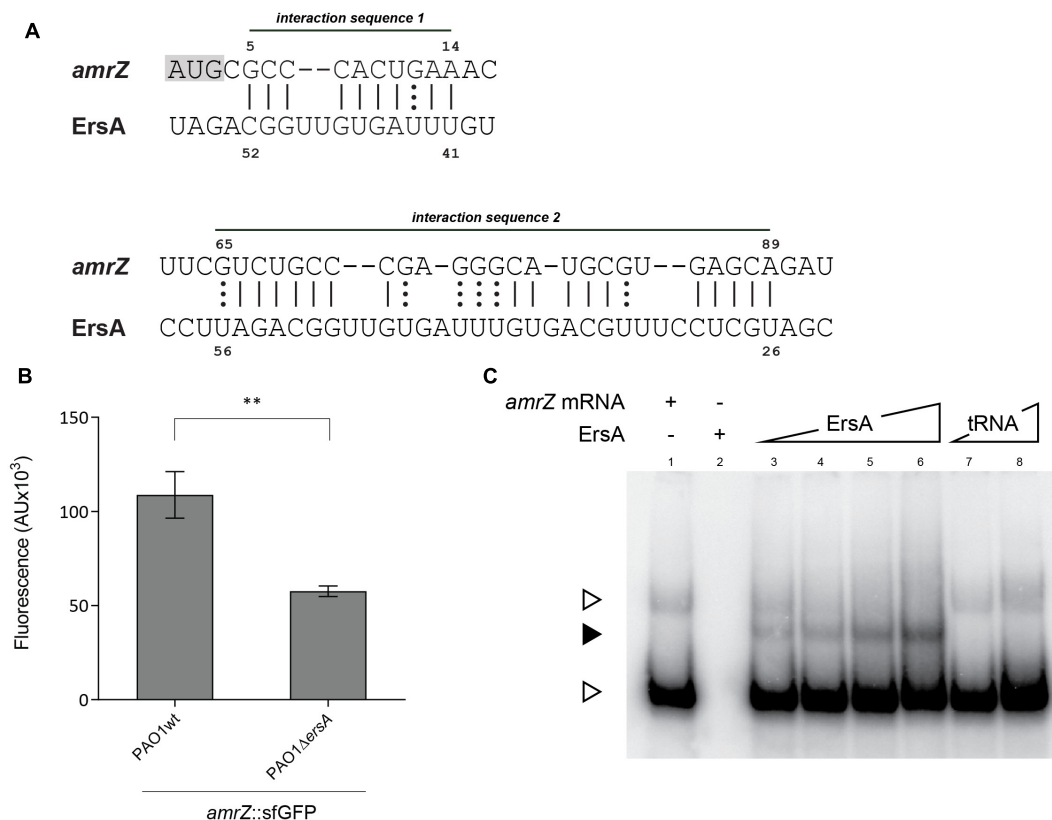 A
interaction sequence 1
5 14
amrZ AUGCGCC--CACUGAAAC
ErsA UAGACGGUUGUGAUUUGU
52 41
interaction sequence 2
65 89
amrZ UUCGUCUGCC--CGA-GGGCA-UGCGU--GAGCAGAU
ErsA CCUUAGACGGUUGUGAUUUGUGACGUUUCCUCGUAGC
56 26
B
**
150
100
50
0
Fluorescence (AUx10³)
PAO1wt
PAO1ΔersA
amrZ::sfGFP
C
amrZ mRNA + -
ErsA - + ErsA tRNA
1 2 3 4 5 6 7 8